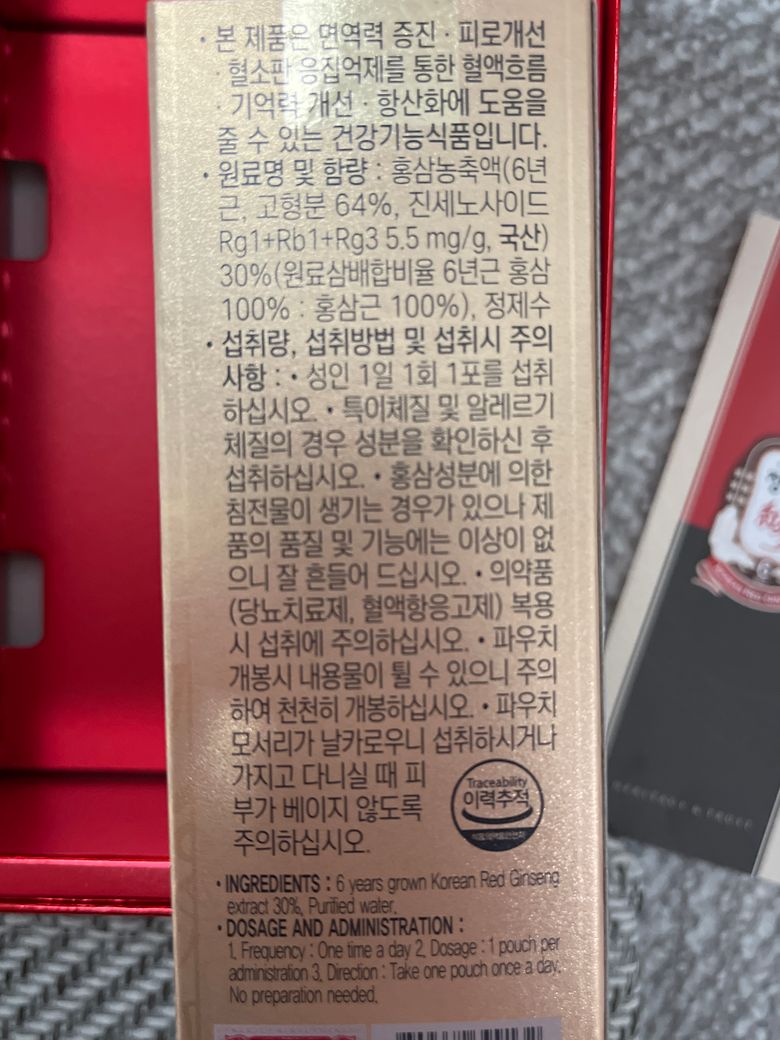 • 본 제품은 면역력 증진 · 피로개선
· 혈소판 응집억제를 통한 혈액흐름
· 기억력 개선 · 항산화에 도움을
줄 수 있는 건강기능식품입니다.
• 원료명 및 함량 : 홍삼농축액(6년
근, 고형분 64%, 진세노사이드
Rg1+Rb1+Rg3 5.5 mg/g, 국산)
30%(원료삼배합비율 6년근 홍삼
100% : 홍삼근 100%), 정제수
• 섭취량, 섭취방법 및 섭취시 주의
사항 : • 성인 1일 1회 1포를 섭취
하십시오. • 특이체질 및 알레르기
체질의 경우 성분을 확인하신 후
섭취하십시오. • 홍삼성분에 의한
침전물이 생기는 경우가 있으나 제
품의 품질 및 기능에는 이상이 없
으니 잘 흔들어 드십시오. • 의약품
(당뇨치료제, 혈액항응고제) 복용
시 섭취에 주의하십시오. • 파우치
개봉시 내용물이 튈 수 있으니 주의
하여 천천히 개봉하십시오. • 파우치
모서리가 날카로우니 섭취하시거나
가지고 다니실 때 피
부가 베이지 않도록
주의하십시오.
Traceability
이력추적
식품의약품안전처
• INGREDIENTS : 6 years grown Korean Red Ginseng
extract 30%, Purified water.
• DOSAGE AND ADMINISTRATION :
1. Frequency : One time a day 2. Dosage : 1 pouch per
administration 3. Direction : Take one pouch once a day.
No preparation needed.